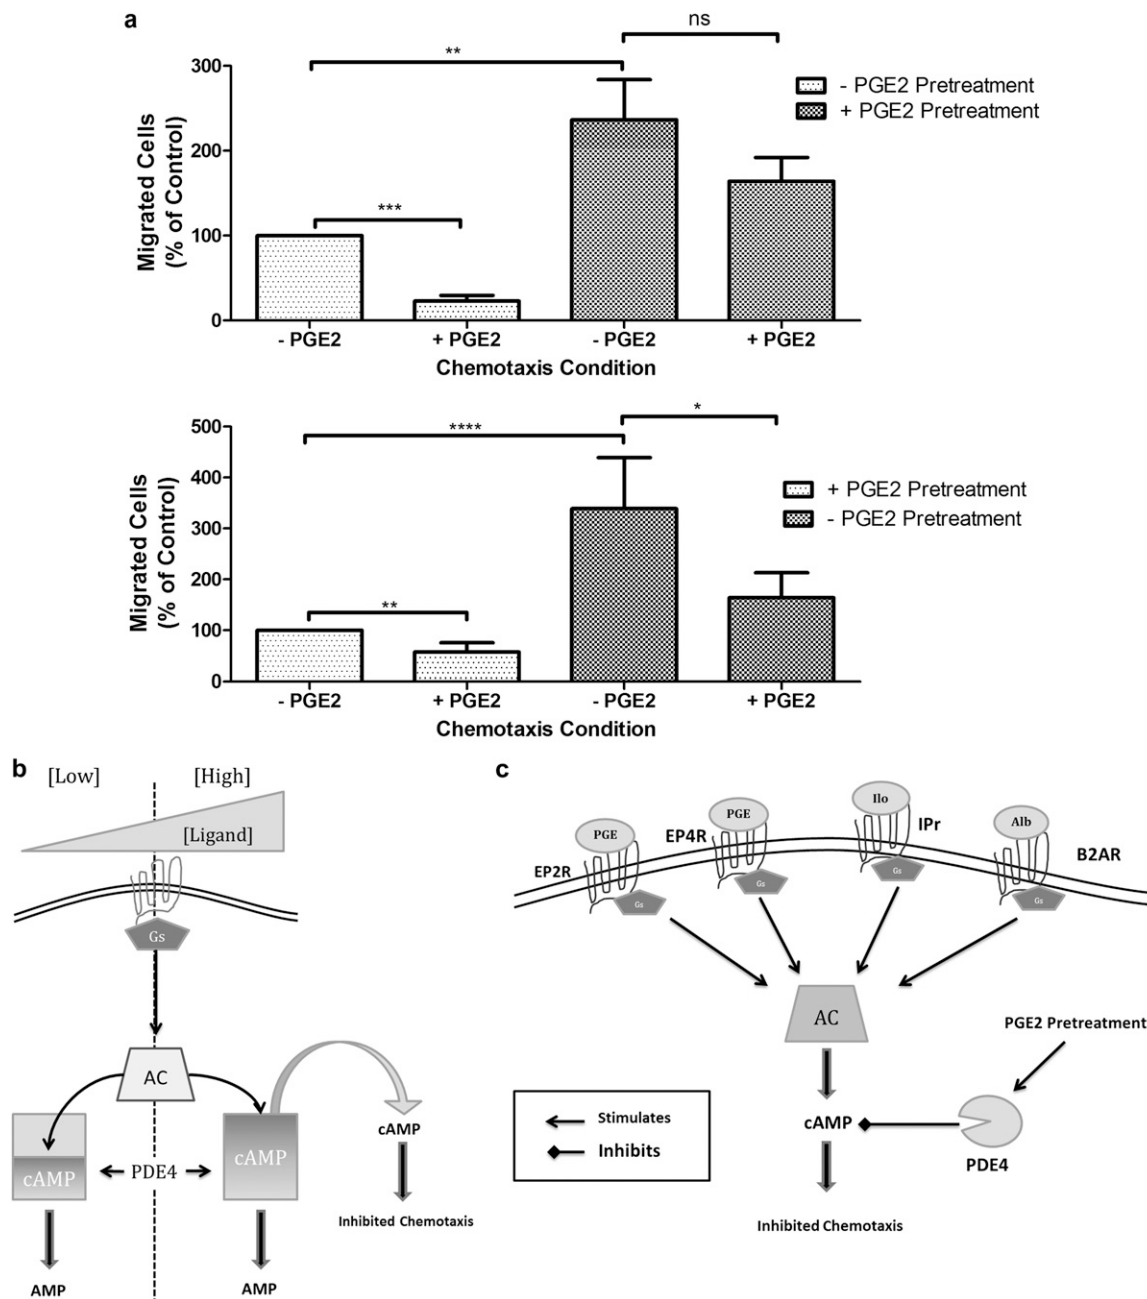 a
ns
**
***
300
200
100
0
Migrated Cells
(% of Control)
- PGE2 Pretreatment
+ PGE2 Pretreatment
- PGE2
+ PGE2
- PGE2
+ PGE2
Chemotaxis Condition
*
****
**
500
400
300
200
100
0
Migrated Cells
(% of Control)
+ PGE2 Pretreatment
- PGE2 Pretreatment
- PGE2
+ PGE2
- PGE2
+ PGE2
Chemotaxis Condition
b
[Low]
[High]
[Ligand]
Gs
AC
cAMP
PDE4
cAMP
cAMP
Inhibited Chemotaxis
AMP
AMP
c
PGE
EP2R
PGE
EP4R
Ilo
IPr
Alb
B2AR
Gs
Gs
Gs
Gs
AC
PGE2 Pretreatment
cAMP
PDE4
Inhibited Chemotaxis
Stimulates
Inhibits